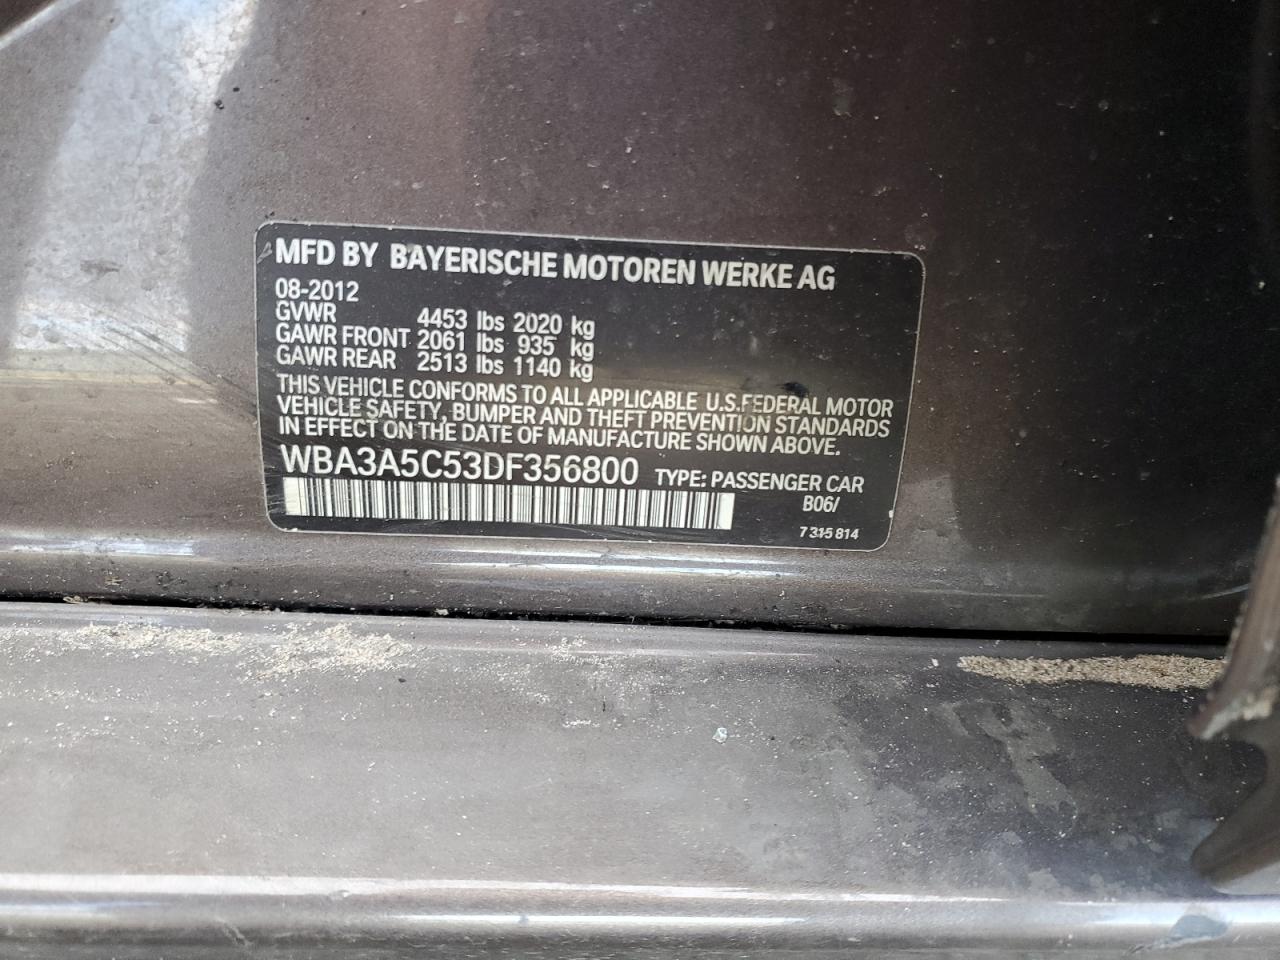 MFD BY BAYERISCHE MOTOREN WERKE AG
08-2012
GVWR 4453 lbs 2020 kg
GAWR FRONT 2061 lbs 935 kg
GAWR REAR 2513 lbs 1140 kg
THIS VEHICLE CONFORMS TO ALL APPLICABLE U.S.FEDERAL MOTOR
VEHICLE SAFETY, BUMPER AND THEFT PREVENTION STANDARDS
IN EFFECT ON THE DATE OF MANUFACTURE SHOWN ABOVE.
WBA3A5C53DF356800 TYPE: PASSENGER CAR
B06/
7 315 814